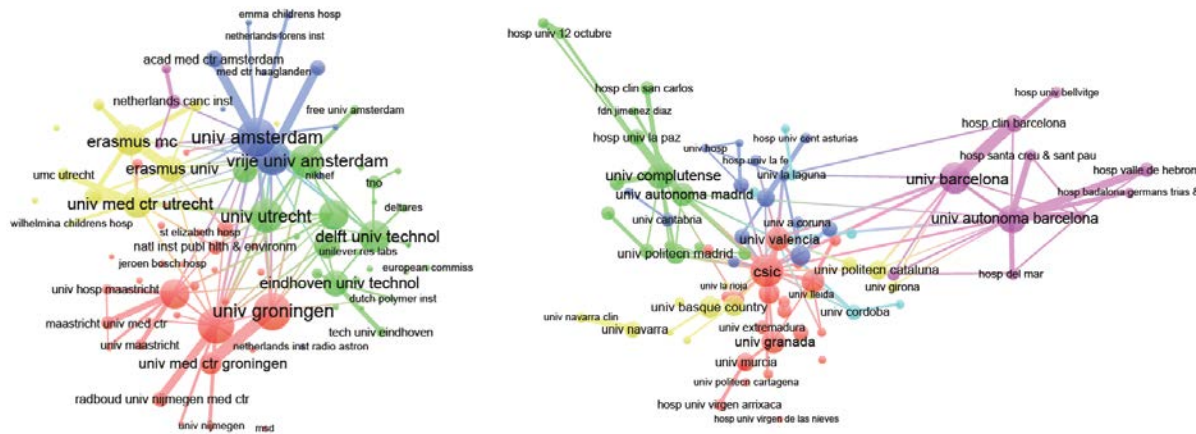 emma childrens hosp
netherlands forens inst
acad med ctr amsterdam
med ctr haaglanden
netherlands canc inst
free univ amsterdam
univ amsterdam
erasmus mc
vrije univ amsterdam
erasmus univ
nikhef
umc utrecht
tno
univ med ctr utrecht
univ utrecht
deltares
wilhelmina childrens hosp
st elizabeth hosp
delft univ technol
natl inst publ hlth & environm
unilever res labs
jeroen bosch hosp
european commiss
eindhoven univ technol
univ hosp maastricht
dutch polymer inst
univ groningen
maastricht univ med ctr
tech univ eindhoven
univ maastricht
netherlands inst radio astron
univ med ctr groningen
radboud univ nijmegen med ctr
univ nijmegen
msd
hosp univ 12 octubre
hosp clin san carlos
fdn jimenez diaz
hosp univ la paz
hosp univ cent asturias
univ hosp
hosp univ la fe
univ complutense
univ la laguna
univ autonoma madrid
univ cantabria
univ a coruna
univ valencia
univ politecn madrid
csic
univ politecn cataluna
univ la rioja
univ lleida
univ girona
univ basque country
univ cordoba
univ navarra clin
univ navarra
univ extremadura
univ granada
univ murcia
univ politecn cartagena
hosp univ virgen arrixaca
hosp univ virgen de las nieves
hosp univ bellvitge
hosp clin barcelona
hosp santa creu & sant pau
hosp valle de hebron
univ barcelona
hosp badalona germans trias &
univ autonoma barcelona
hosp del mar